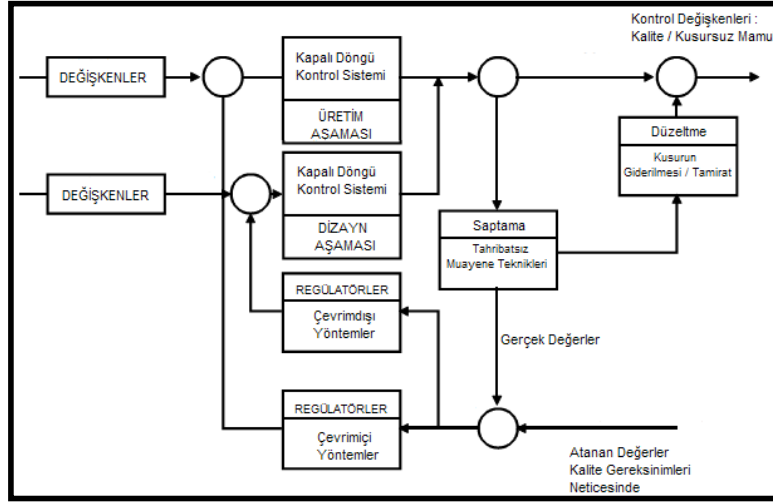 Kontrol Değişkenleri :
Kalite / Kusursuz Mamu
DEĞİŞKENLER
Kapalı Döngü
Kontrol Sistemi
ÜRETİM
AŞAMASI
Düzeltme
Kusurun
Giderilmesi / Tamirat
DEĞİŞKENLER
Kapalı Döngü
Kontrol Sistemi
DİZAYN
AŞAMASI
Saptama
Tahribatsız
Muayene Teknikleri
REGÜLATÖRLER
Çevrimdışı
Yöntemler
Gerçek Değerler
REGÜLATÖRLER
Çevrimiçi
Yöntemler
Atanan Değerler
Kalite Gereksinimleri
Neticesinde